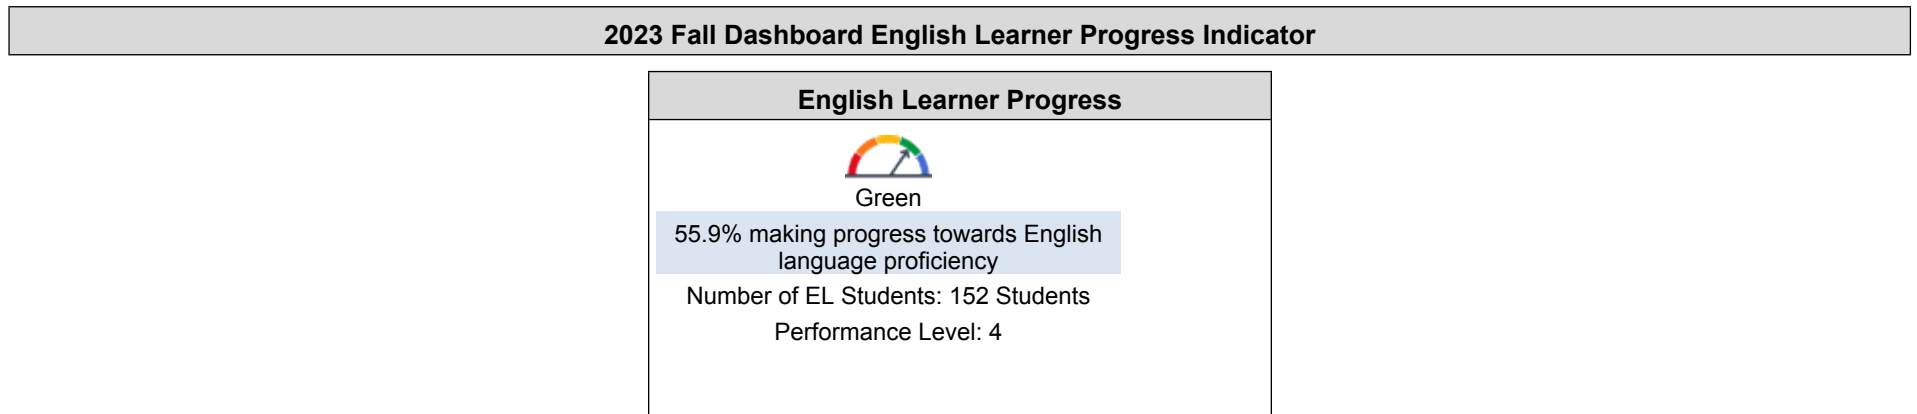 2023 Fall Dashboard English Learner Progress Indicator
English Learner Progress
Green
55.9% making progress towards English
language proficiency
Number of EL Students: 152 Students
Performance Level: 4